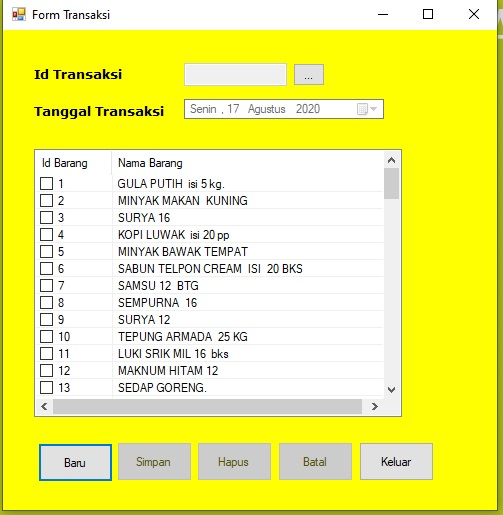 Form Transaksi
Id Transaksi
...
Tanggal Transaksi
Senin , 17 Agustus 2020
Id Barang Nama Barang
1 GULA PUTIH isi 5 kg.
2 MINYAK MAKAN KUNING
3 SURYA 16
4 KOPI LUWAK isi 20 pp
5 MINYAK BAWAK TEMPAT
6 SABUN TELPON CREAM ISI 20 BKS
7 SAMSU 12 BTG
8 SEMPURNA 16
9 SURYA 12
10 TEPUNG ARMADA 25 KG
11 LUKI SRIK MIL 16 bks
12 MAKNUM HITAM 12
13 SEDAP GORENG.
Baru Simpan Hapus Batal Keluar